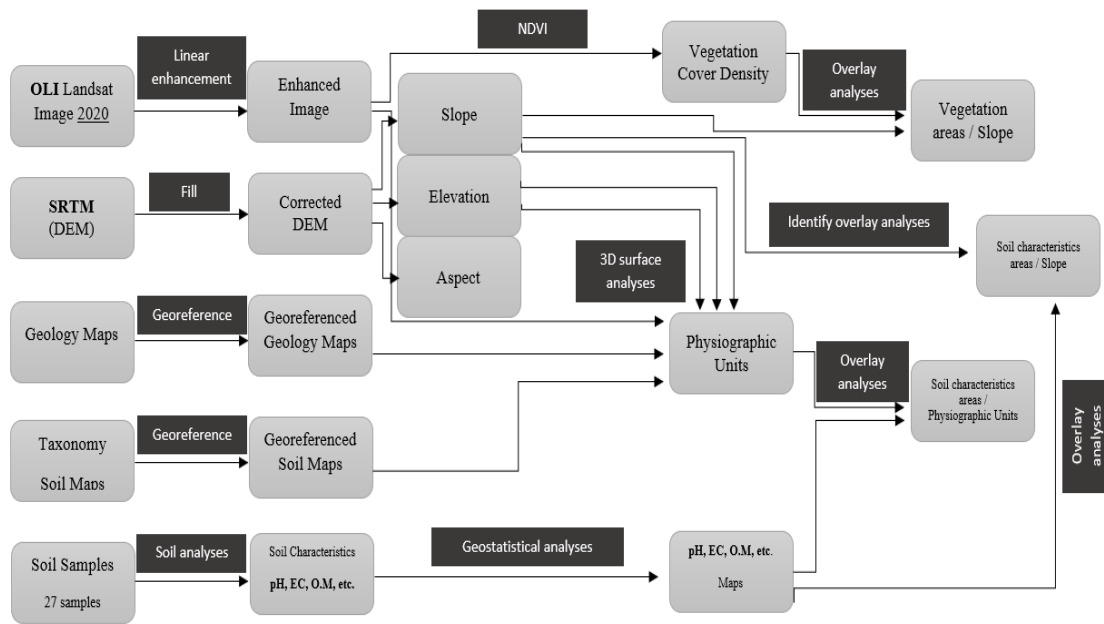 NDVI
Linear
enhancement
OLI Landsat
Image 2020
Enhanced
Image
Vegetation
Cover Density
Overlay
analyses
Vegetation
areas / Slope
Slope
Fill
SRTM
(DEM)
Corrected
DEM
Elevation
Aspect
Identify overlay analyses
Soil characteristics
areas / Slope
3D surface
analyses
Geology Maps
Georeference
Georeferenced
Geology Maps
Physiographic
Units
Overlay
analyses
Soil characteristics
areas /
Physiographic Units
Overlay
analyses
Taxonomy
Soil Maps
Georeference
Georeferenced
Soil Maps
Soil Samples
27 samples
Soil analyses
Soil Characteristics
pH, EC, O.M, etc.
Geostatistical analyses
pH, EC, O.M, etc.
Maps